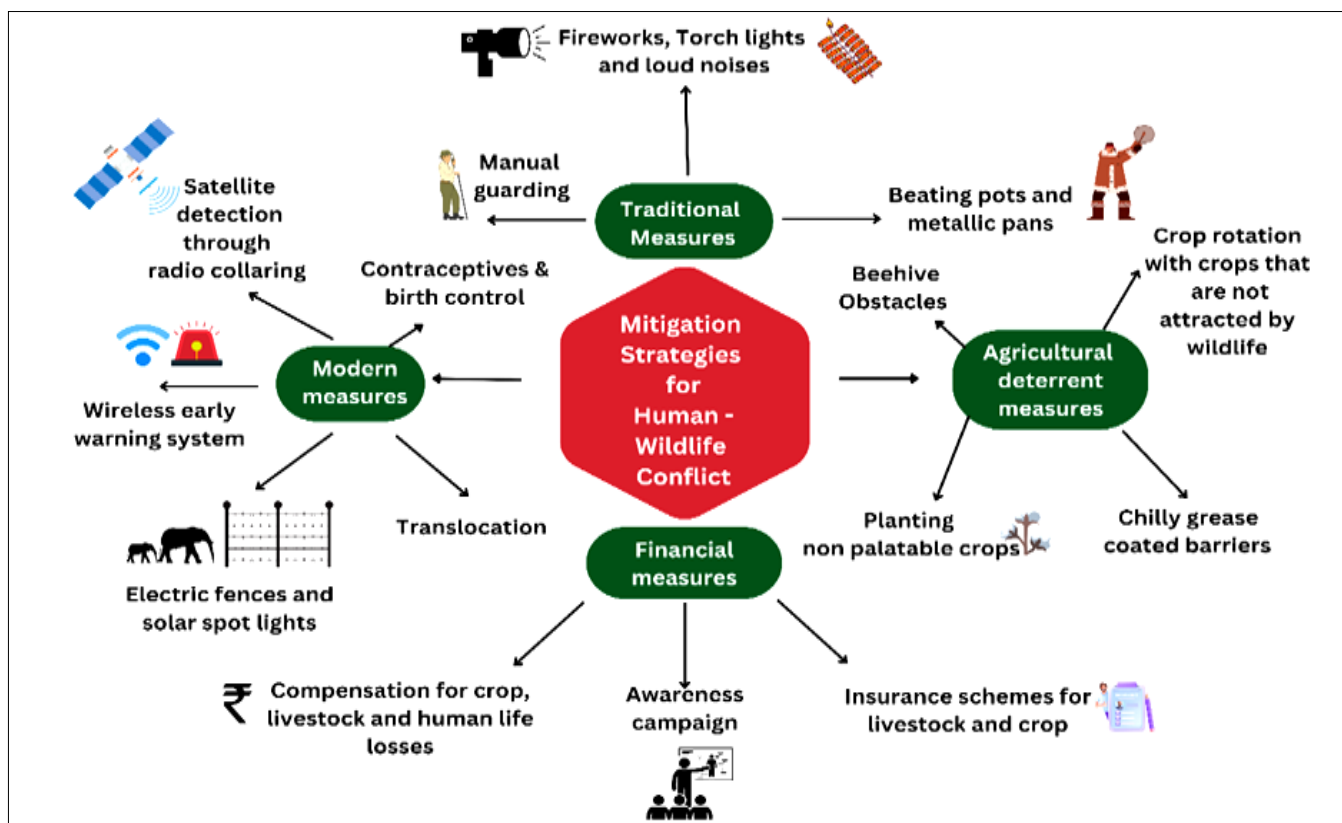 Fireworks, Torch lights
and loud noises
Manual
guarding
Traditional
Measures
Beating pots and
metallic pans
Satellite
detection
through
radio collaring
Contraceptives &
birth control
Modern
measures
Wireless early
warning system
Electric fences and
solar spot lights
Translocation
Mitigation
Strategies
for
Human -
Wildlife
Conflict
Beehive
Obstacles
Crop rotation
with crops that
are not
attracted by
wildlife
Agricultural
deterrent
measures
Planting
non palatable crops
Chilly grease
coated barriers
Financial
measures
₹
Compensation for crop,
livestock and human life
losses
Awareness
campaign
Insurance schemes for
livestock and crop